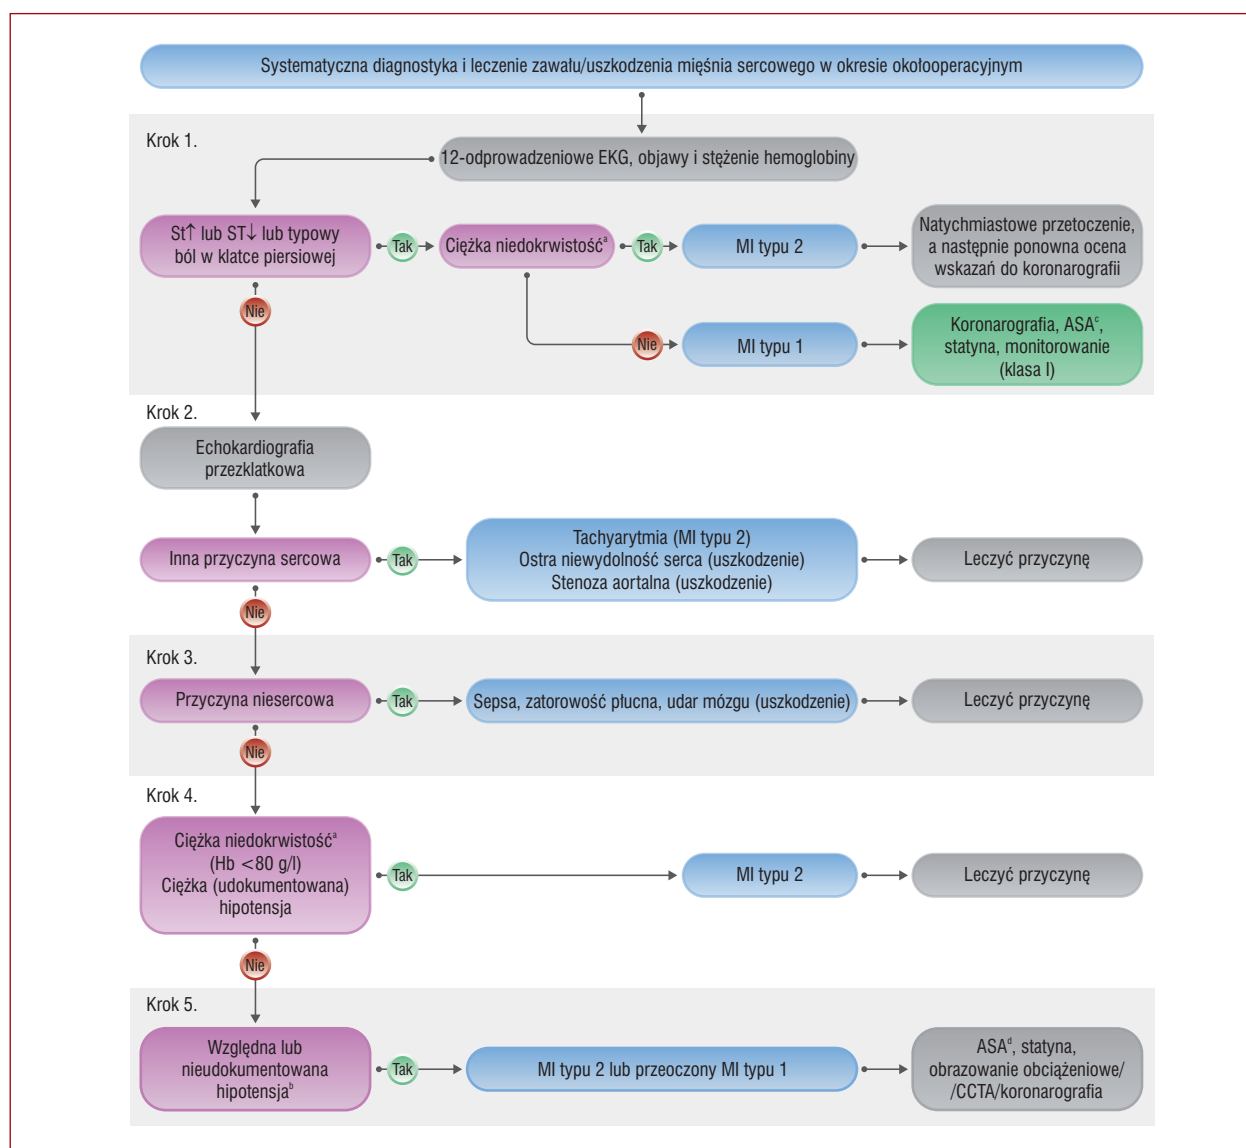 Systematyczna diagnostyka i leczenie zawału/uszkodzenia mięśnia sercowego w okresie okołooperacyjnym
Krok 1.
12-odprowadzeniowe EKG, objawy i stężenie hemoglobiny
St↑ lub ST↓ lub typowy
ból w klatce piersiowej
Tak
Ciężka niedokrwistośćᵃ
Tak
MI typu 2
Natychmiastowe przetoczenie,
a następnie ponowna ocena
wskazań do koronarografii
Nie
Nie
MI typu 1
Koronarografia, ASAᶜ,
statyna, monitorowanie
(klasa I)
Krok 2.
Echokardiografia
przezklatkowa
Inna przyczyna sercowa
Tak
Tachyarytmia (MI typu 2)
Ostra niewydolność serca (uszkodzenie)
Stenoza aortalna (uszkodzenie)
Leczyć przyczynę
Nie
Krok 3.
Przyczyna niesercowa
Tak
Sepsa, zatorowość płucna, udar mózgu (uszkodzenie)
Leczyć przyczynę
Nie
Krok 4.
Ciężka niedokrwistośćᵃ
(Hb <80 g/l)
Ciężka (udokumentowana)
hipotensja
Tak
MI typu 2
Leczyć przyczynę
Nie
Krok 5.
Względna lub
nieudokumentowana
hipotensjaᵇ
Tak
MI typu 2 lub przeoczony MI typu 1
ASAᵈ, statyna,
obrazowanie obciążeniowe/
/CCTA/koronarografia